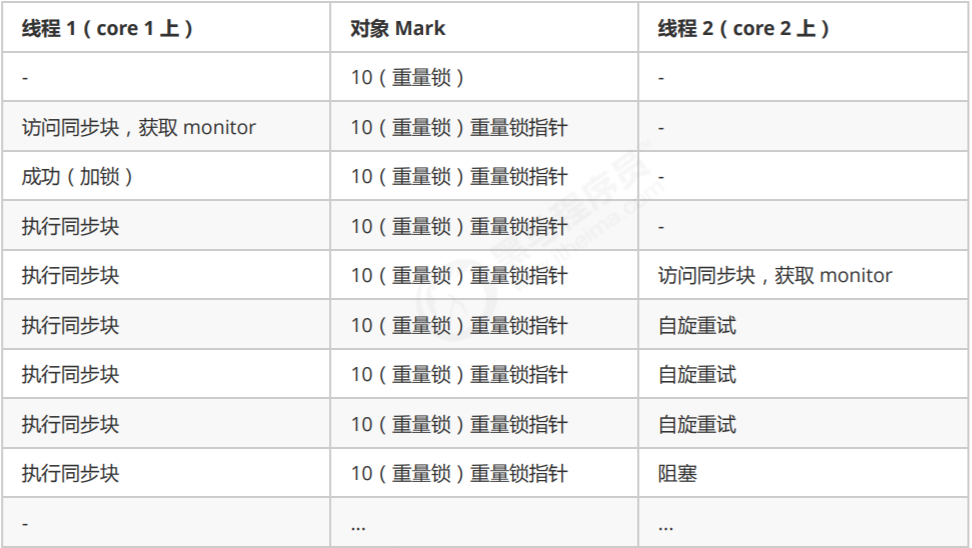 线程 1（core 1 上） 对象 Mark 线程 2（core 2 上）
- 10（重量锁） -
访问同步块，获取 monitor 10（重量锁）重量锁指针 -
成功（加锁） 10（重量锁）重量锁指针 -
执行同步块 10（重量锁）重量锁指针 -
执行同步块 10（重量锁）重量锁指针 访问同步块，获取 monitor
执行同步块 10（重量锁）重量锁指针 自旋重试
执行同步块 10（重量锁）重量锁指针 自旋重试
执行同步块 10（重量锁）重量锁指针 自旋重试
执行同步块 10（重量锁）重量锁指针 阻塞
- ... ...